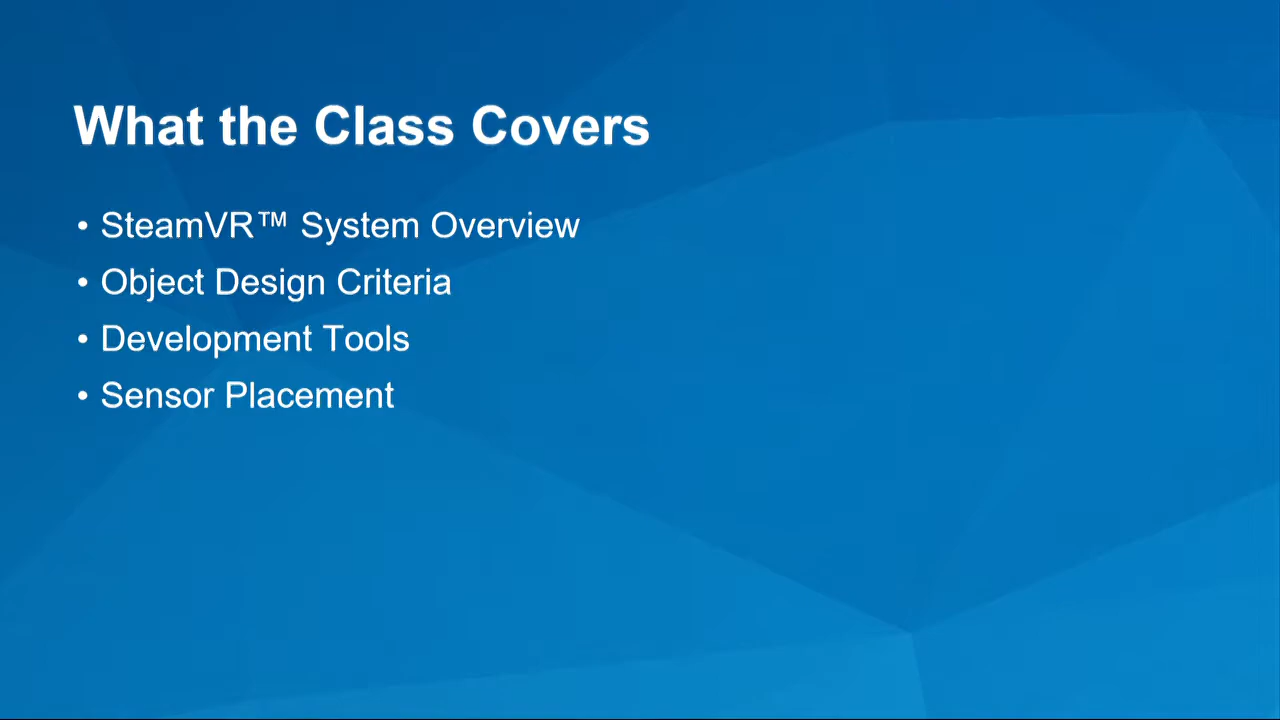 What the Class Covers
• SteamVR™ System Overview
• Object Design Criteria
• Development Tools
• Sensor Placement